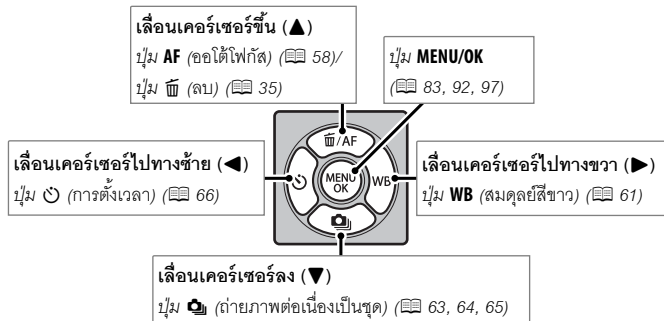 เลื่อนเคอร์เซอร์ขึ้น (▲)
ปุ่ม AF (ออโต้โฟกัส) (📖 58)/
ปุ่ม 🗑 (ลบ) (📖 35)
ปุ่ม MENU/OK
(📖 83, 92, 97)
🗑/AF
เลื่อนเคอร์เซอร์ไปทางซ้าย (◀)
ปุ่ม ⏱ (การตั้งเวลา) (📖 66)
MENU
OK
WB
เลื่อนเคอร์เซอร์ไปทางขวา (▶)
ปุ่ม WB (สมดุลย์สีขาว) (📖 61)
เลื่อนเคอร์เซอร์ลง (▼)
ปุ่ม (ถ่ายภาพต่อเนื่องเป็นชุด) (📖 63, 64, 65)